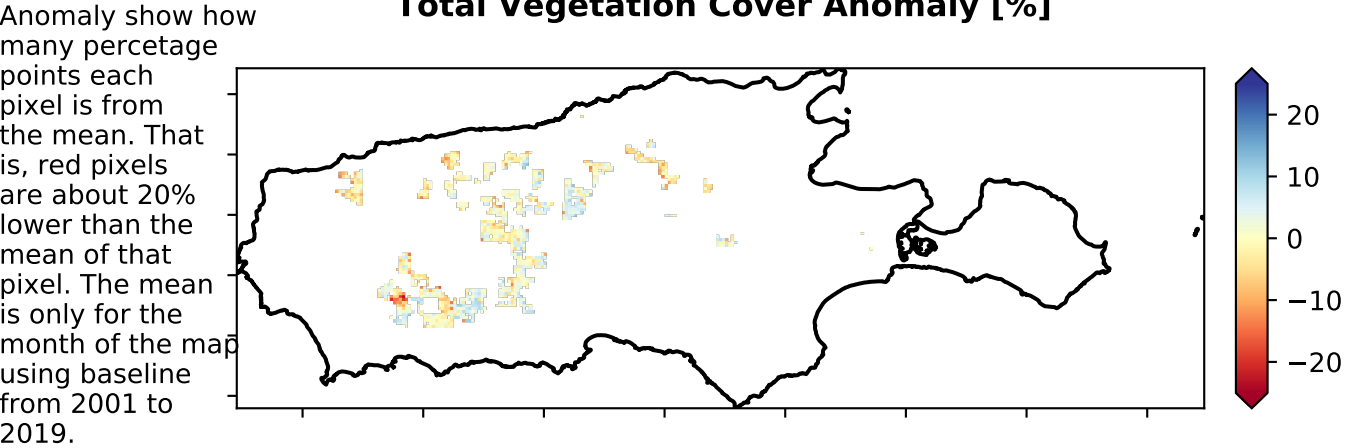 Anomaly show how
many percetage
points each
pixel is from
the mean. That
is, red pixels
are about 20%
lower than the
mean of that
pixel. The mean
is only for the
month of the map
using baseline
from 2001 to
2019.
Total Vegetation Cover Anomaly [%]
20
10
0
−10
−20